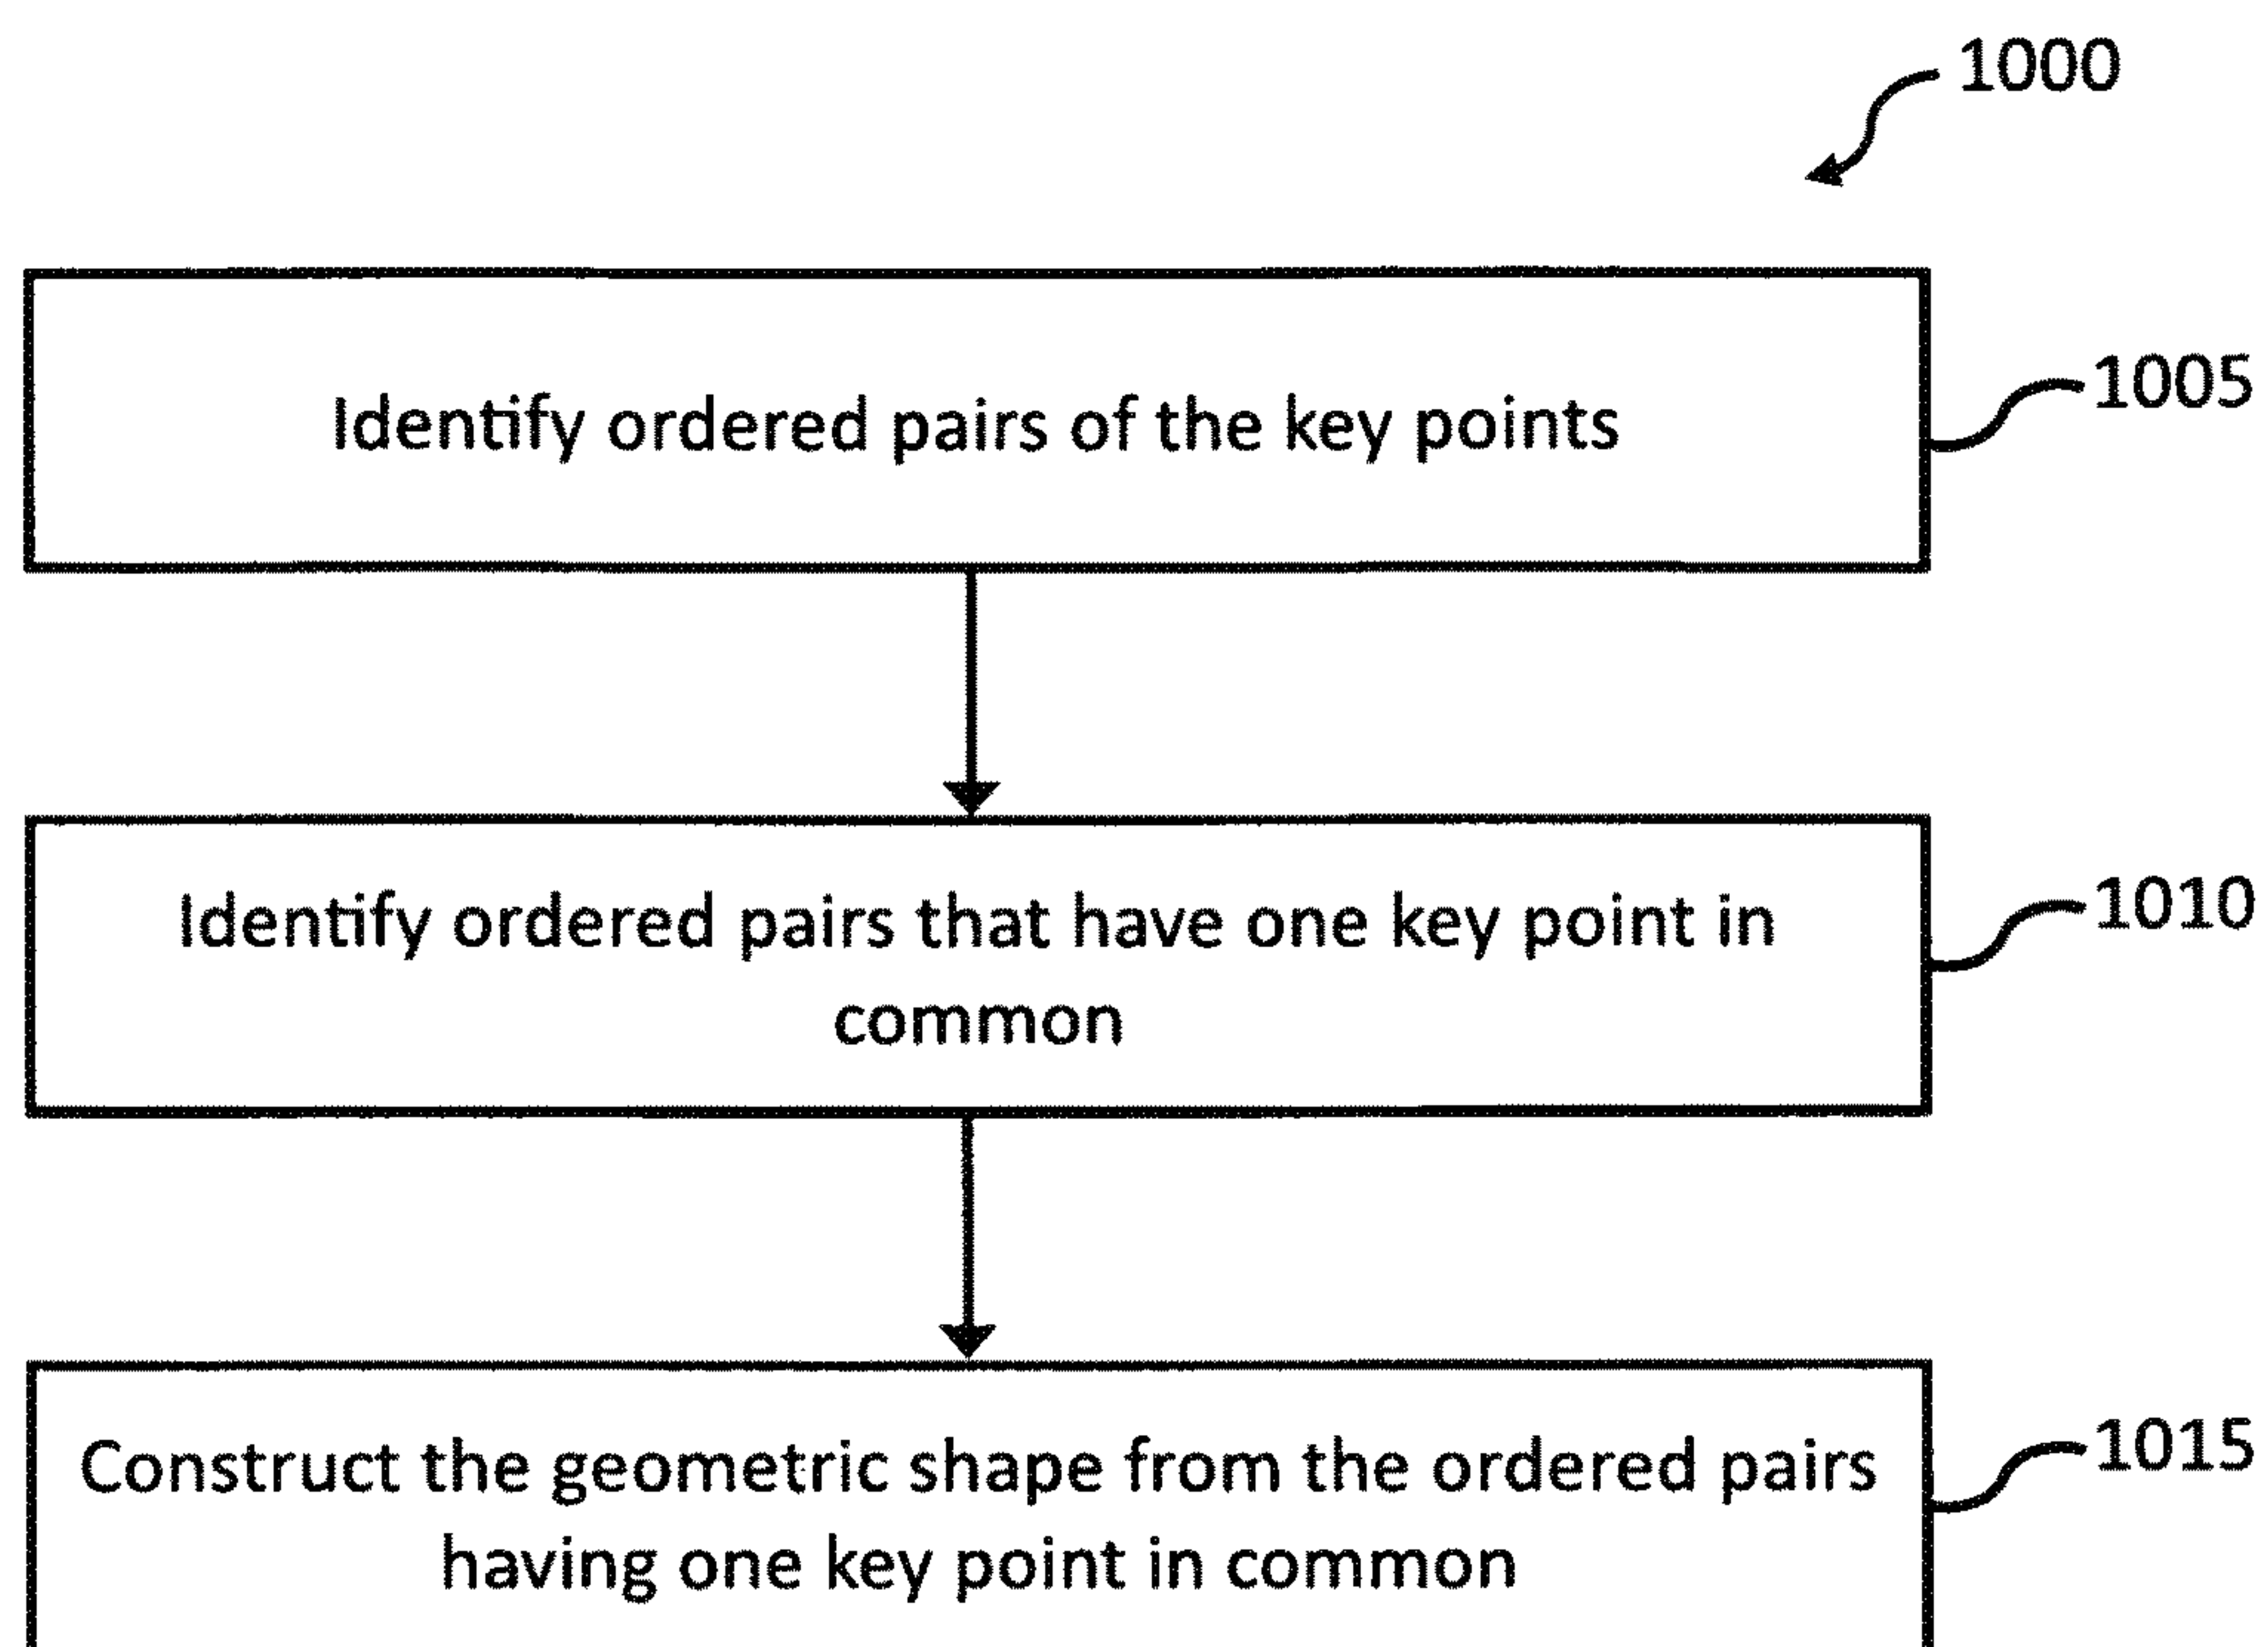 1000
Identify ordered pairs of the key points
1005
Identify ordered pairs that have one key point in
common
1010
Construct the geometric shape from the ordered pairs
having one key point in common
1015